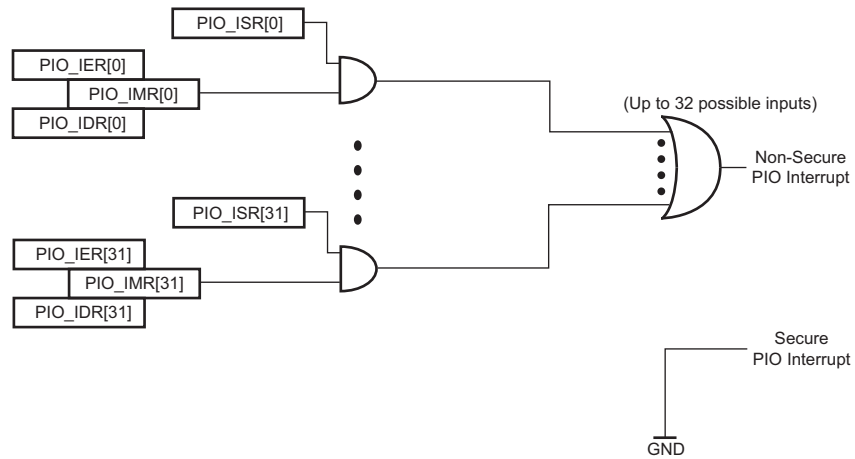 PIO_ISR[0]
PIO_IER[0]
PIO_IMR[0]
PIO_IDR[0]
(Up to 32 possible inputs)
Non-Secure
PIO Interrupt
PIO_ISR[31]
PIO_IER[31]
PIO_IMR[31]
PIO_IDR[31]
Secure
PIO Interrupt
GND